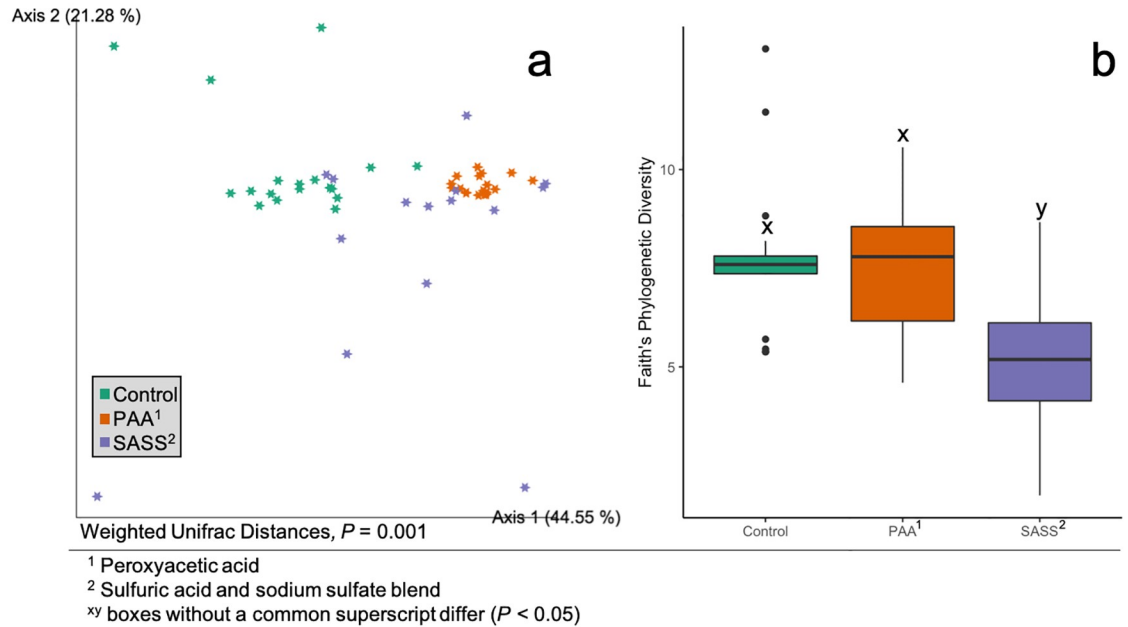 Axis 2 (21.28 %)
a
Control
PAA¹
SASS²
Axis 1 (44.55 %)
Weighted Unifrac Distances, P = 0.001
b
Faith's Phylogenetic Diversity
10
5
x
x
y
Control
PAA¹
SASS²
¹ Peroxyacetic acid
² Sulfuric acid and sodium sulfate blend
ˣʸ boxes without a common superscript differ (P < 0.05)